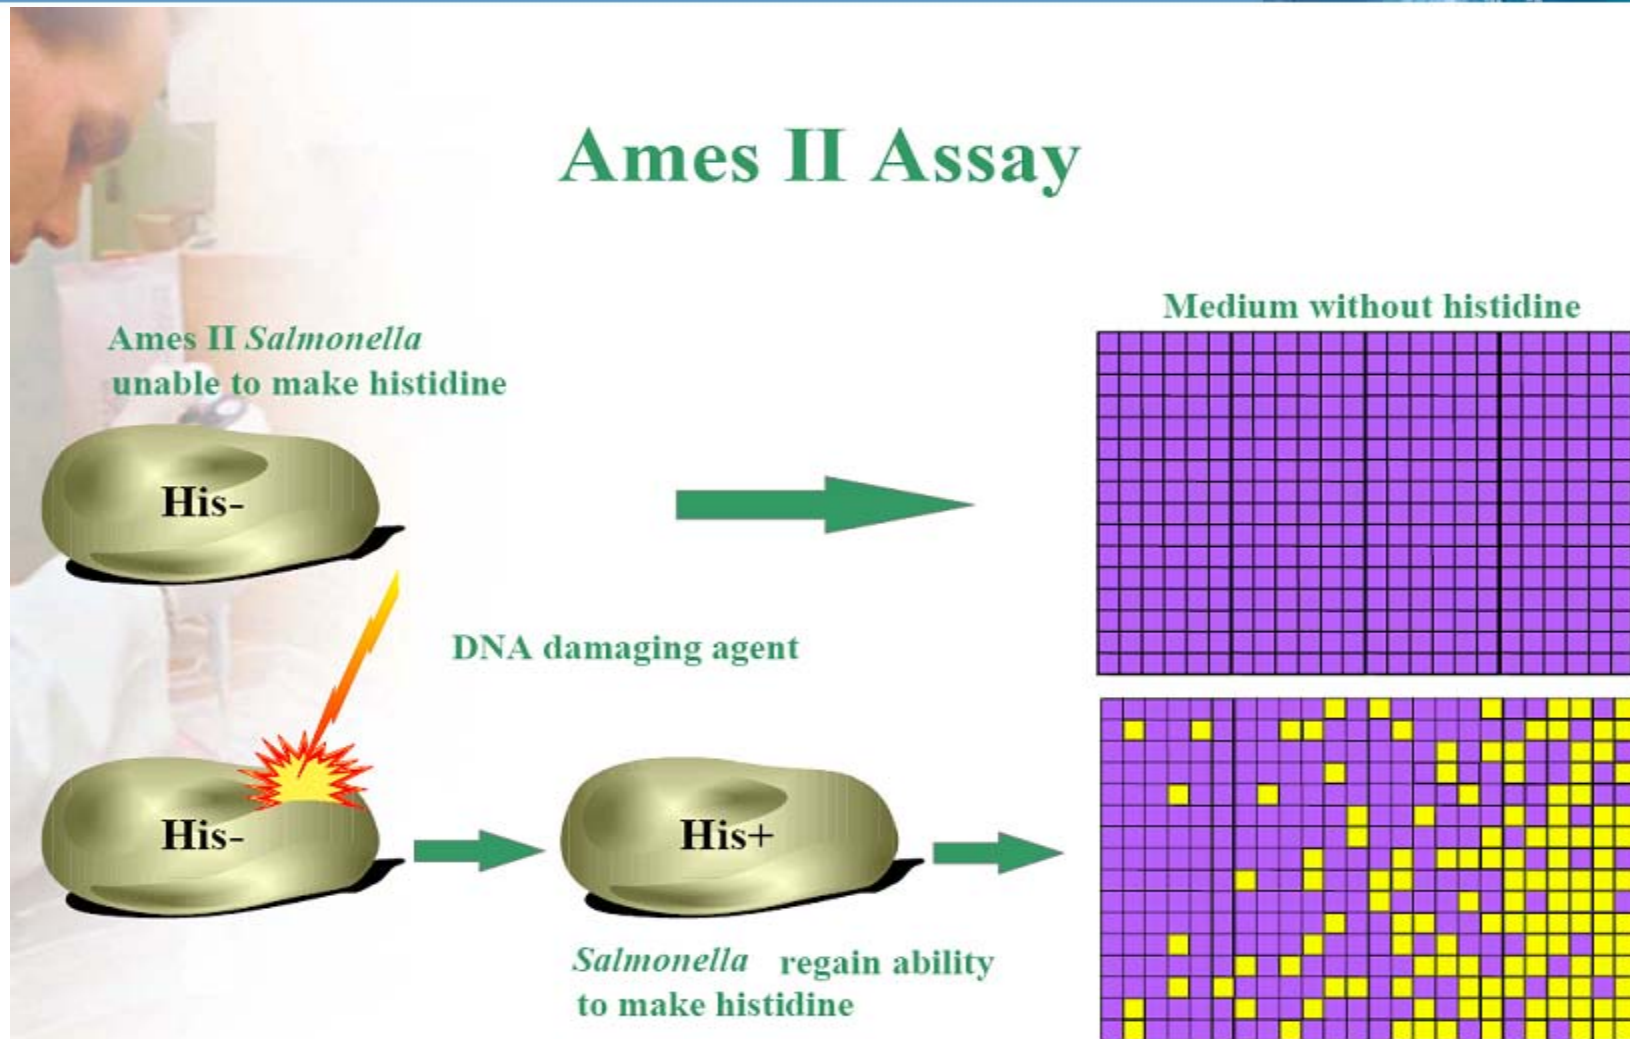 Ames II Assay
Medium without histidine
Ames II Salmonella
unable to make histidine
His-
DNA damaging agent
His-
His+
Salmonella regain ability
to make histidine